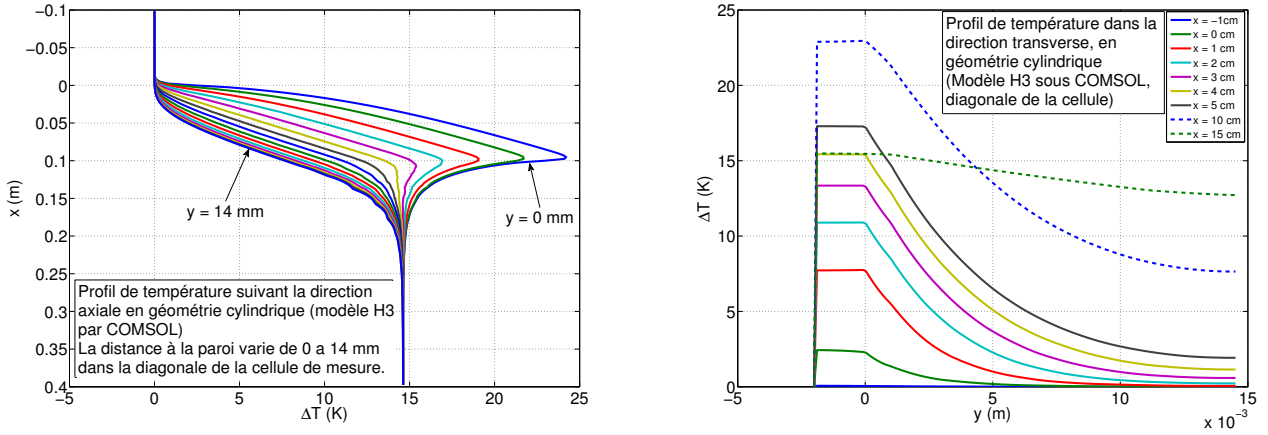 −0.1
−0.05
0
0.05
0.1
0.15
0.2
0.25
0.3
0.35
0.4
x (m)
y = 14 mm
y = 0 mm
Profil de température suivant la direction
axiale en géométrie cylindrique (modèle H3
par COMSOL)
La distance à la paroi varie de 0 a 14 mm
dans la diagonale de la cellule de mesure.
−5 0 5 10 15 20 25
ΔT (K)
25
20
15
10
5
0
ΔT (K)
Profil de température dans la
direction transverse, en
géométrie cylindrique
(Modèle H3 sous COMSOL,
diagonale de la cellule)
x = −1cm
x = 0 cm
x = 1 cm
x = 2 cm
x = 3 cm
x = 4 cm
x = 5 cm
x = 10 cm
x = 15 cm
−5 0 5 10 15
y (m)
x 10⁻³